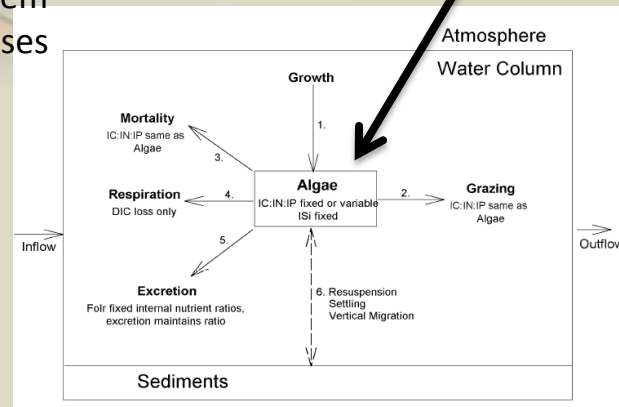 ses
Atmosphere
Water Column
Growth
1.
Mortality
IC:IN:IP same as
Algae
3.
Algae
IC:IN:IP fixed or variable
ISi fixed
2.
Grazing
IC:IN:IP same as
Algae
Respiration
DIC loss only
4.
Inflow
Outflow
5.
Excretion
Folr fixed internal nutrient ratios,
excretion maintains ratio
6. Resuspension
Settling
Vertical Migration
Sediments